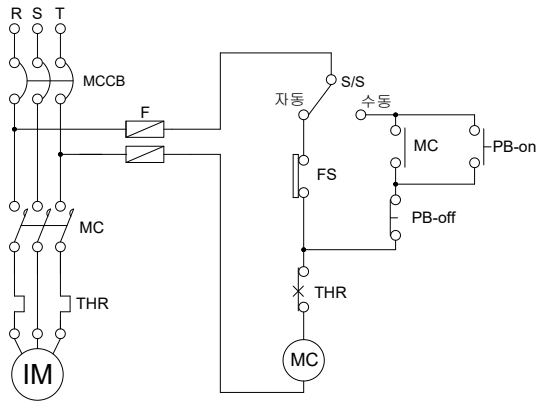 R S T
MCCB
F
S/S
자동
수동
MC
PB-on
FS
PB-off
MC
THR
THR
MC
IM